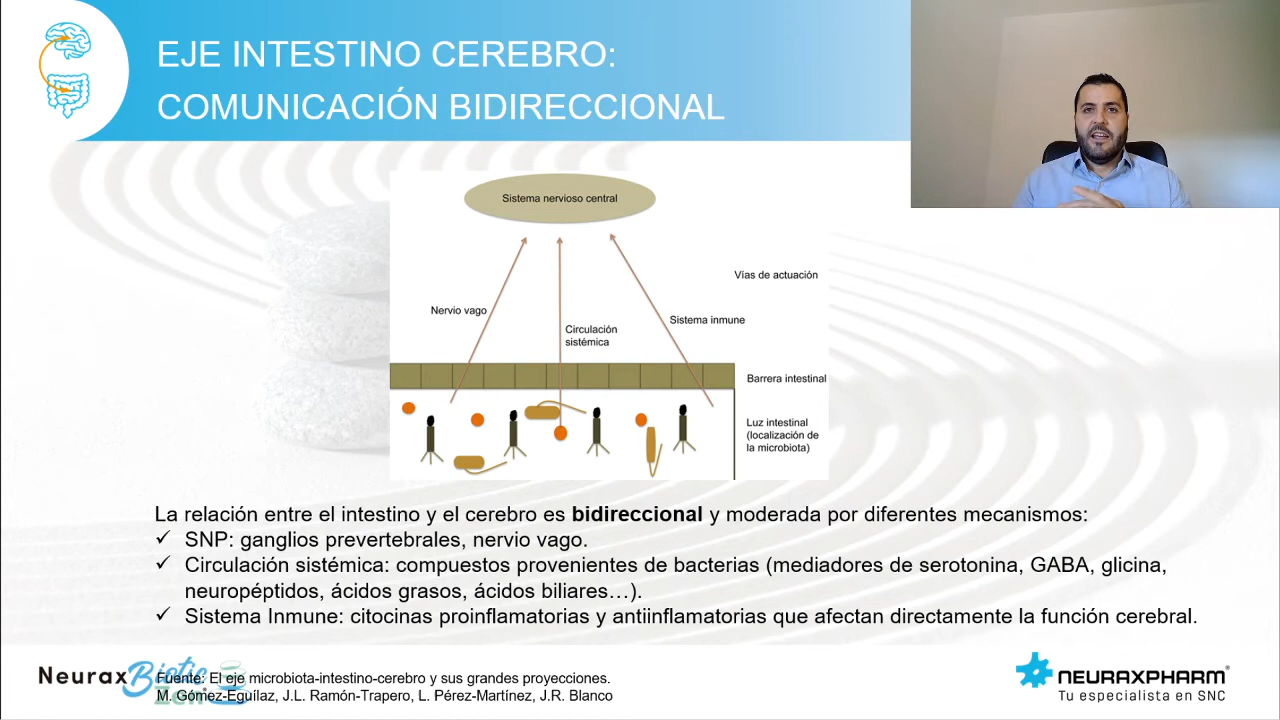 EJE INTESTINO CEREBRO:
COMUNICACIÓN BIDIRECCIONAL
Sistema nervioso central
Vías de actuación
Nervio vago
Sistema inmune
Circulación
sistémica
Barrera intestinal
Luz intestinal
(localización de
la microbiota)
La relación entre el intestino y el cerebro es bidireccional y moderada por diferentes mecanismos:
✓ SNP: ganglios prevertebrales, nervio vago.
✓ Circulación sistémica: compuestos provenientes de bacterias (mediadores de serotonina, GABA, glicina,
neuropéptidos, ácidos grasos, ácidos biliares…).
✓ Sistema Inmune: citocinas proinflamatorias y antiinflamatorias que afectan directamente la función cerebral.
NeuraxBiotic
Zen
Fuente: El eje microbiota-intestino-cerebro y sus grandes proyecciones.
M. Gómez-Eguílaz, J.L. Ramón-Trapero, L. Pérez-Martínez, J.R. Blanco
NEURAXPHARM®
Tu especialista en SNC